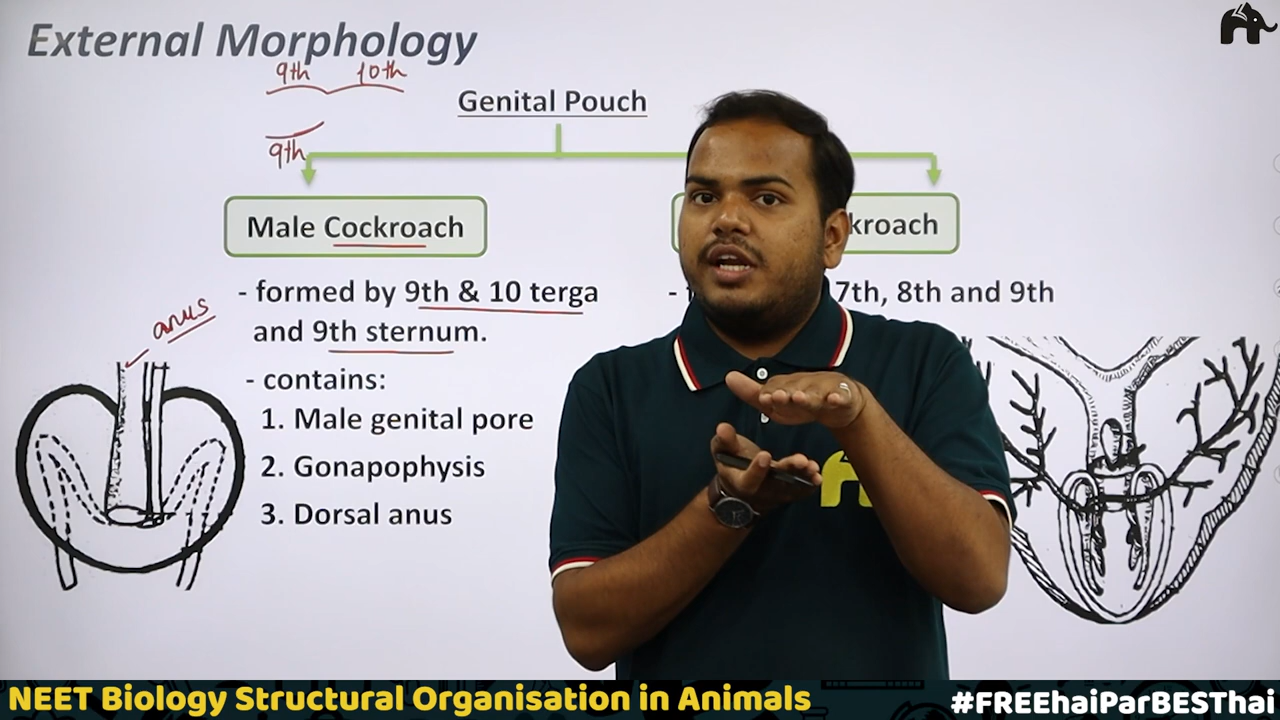 External Morphology
9th 10th
Genital Pouch
9th
Male Cockroach
kroach
- formed by 9th & 10 terga
and 9th sternum.
7th, 8th and 9th
anus
- contains:
1. Male genital pore
2. Gonapophysis
3. Dorsal anus
NEET Biology Structural Organisation in Animals
#FREEhaiParBESThai